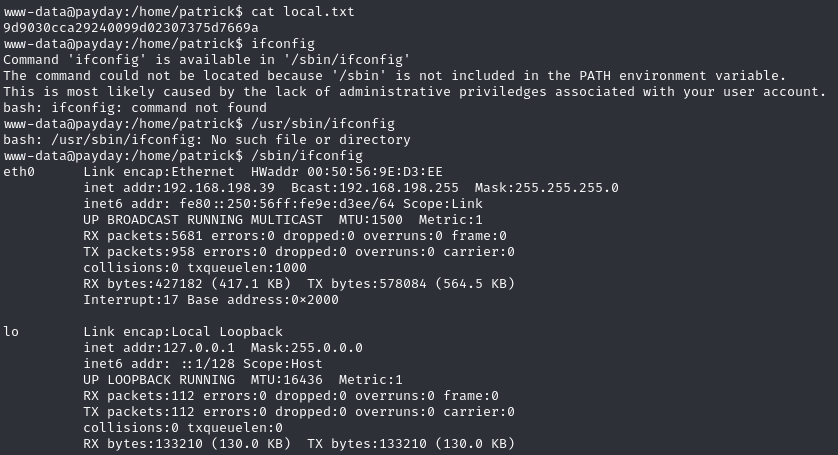 www-data@payday:/home/patrick$ cat local.txt
9d9030cca29240099d02307375d7669a
www-data@payday:/home/patrick$ ifconfig
Command 'ifconfig' is available in '/sbin/ifconfig'
The command could not be located because '/sbin' is not included in the PATH environment variable.
This is most likely caused by the lack of administrative priviledges associated with your user account.
bash: ifconfig: command not found
www-data@payday:/home/patrick$ /usr/sbin/ifconfig
bash: /usr/sbin/ifconfig: No such file or directory
www-data@payday:/home/patrick$ /sbin/ifconfig
eth0      Link encap:Ethernet  HWaddr 00:50:56:9E:D3:EE
          inet addr:192.168.198.39  Bcast:192.168.198.255  Mask:255.255.255.0
          inet6 addr: fe80::250:56ff:fe9e:d3ee/64 Scope:Link
          UP BROADCAST RUNNING MULTICAST  MTU:1500  Metric:1
          RX packets:5681 errors:0 dropped:0 overruns:0 frame:0
          TX packets:958 errors:0 dropped:0 overruns:0 carrier:0
          collisions:0 txqueuelen:1000
          RX bytes:427182 (417.1 KB)  TX bytes:578084 (564.5 KB)
          Interrupt:17 Base address:0×2000
lo        Link encap:Local Loopback
          inet addr:127.0.0.1  Mask:255.0.0.0
          inet6 addr: ::1/128 Scope:Host
          UP LOOPBACK RUNNING  MTU:16436  Metric:1
          RX packets:112 errors:0 dropped:0 overruns:0 frame:0
          TX packets:112 errors:0 dropped:0 overruns:0 carrier:0
          collisions:0 txqueuelen:0
          RX bytes:133210 (130.0 KB)  TX bytes:133210 (130.0 KB)